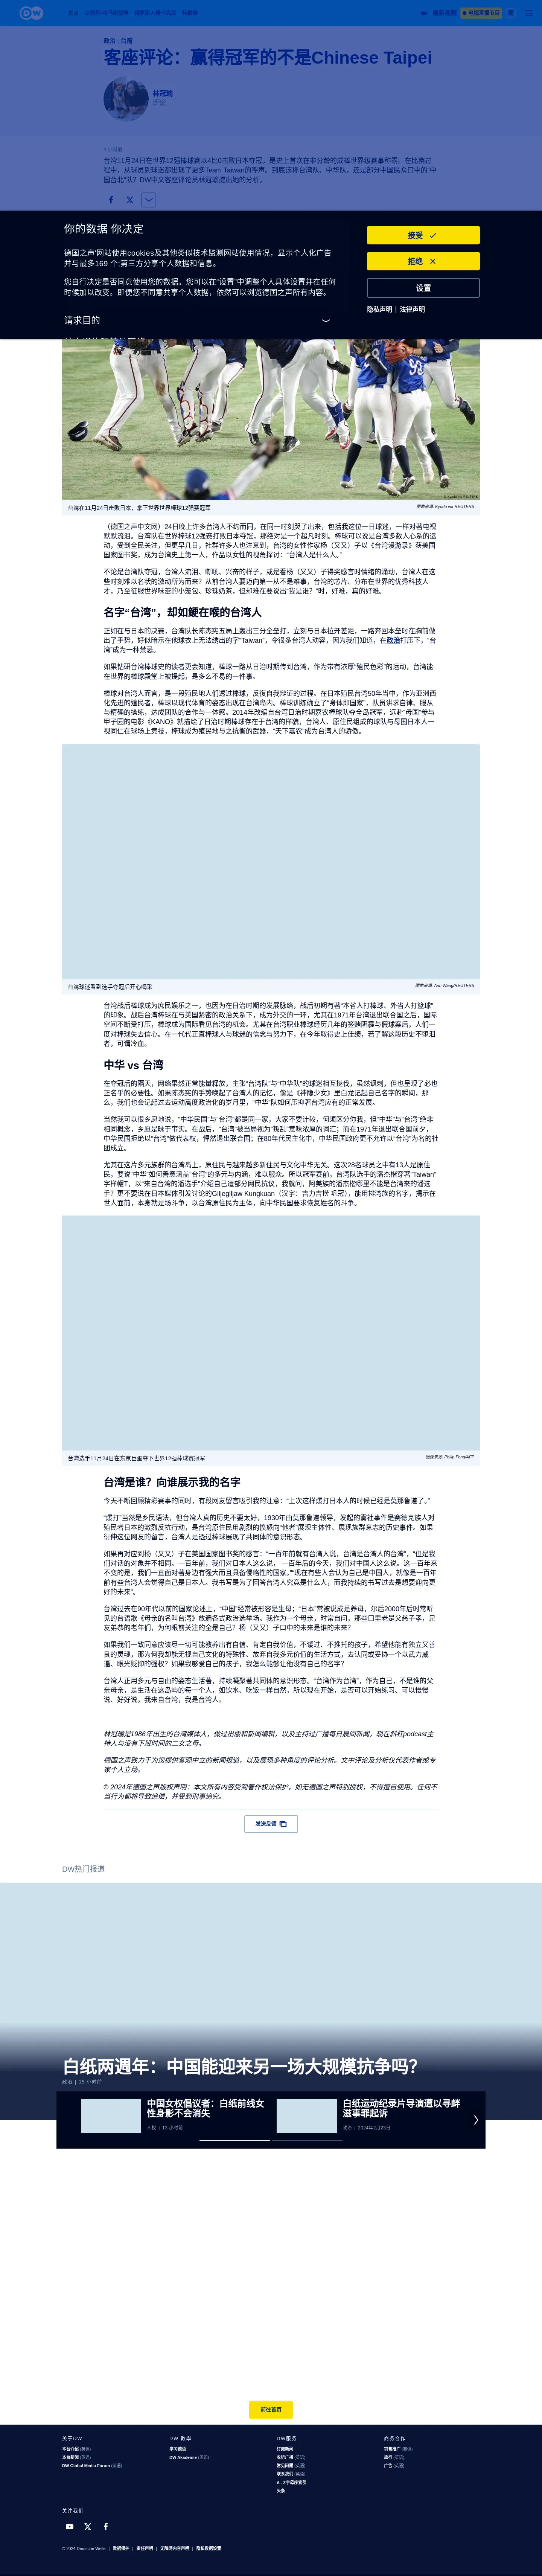 最新视频
电视直播节目
政治 | 台湾
客座评论：赢得冠军的不是Chinese Taipei
林冠瑜
评论
台湾11月24日在世界12强棒球赛以4比0击败日本夺冠，是史上首次在非分龄的成棒世界级赛事称霸。在比赛过
程中，从球员到球迷都出现了更多Team Taiwan的呼声。到底该称台湾队、中华队，还是部分中国民众口中的“中
国台北”队？DW中文客座评论员林冠瑜提出她的分析。
你的数据 你决定
德国之声'网站使用cookies及其他类似技术监测网站使用情况，显示个人化广告
并与最多169 个;第三方分享个人数据和信息。
您自行决定是否同意使用您的数据。您可以在“设置”中调整个人具体设置并在任何
时候加以改变。即便您不同意共享个人数据，依然可以浏览德国之声所有内容。
请求目的
接受
拒绝
设置
隐私声明 | 法律声明
台湾在11月24日击败日本，拿下世界世界棒球12强赛冠军
图像来源: Kyodo via REUTERS
（德国之声中文网）24日晚上许多台湾人不约而同，在同一时刻哭了出来，包括我这位一日球迷，一样对着电视
默默流泪。台湾队在世界棒球12强赛打败日本夺冠，那绝对是一个超凡时刻。棒球可以说是台湾多数人心系的运
动，受到全民关注，但更早几日，社群许多人也注意到，台湾的女性作家杨（又又）子以《台湾漫游录》获美国
国家图书奖，成为台湾史上第一人，作品以女性的视角探讨：“台湾人是什么人。”
不论是台湾队夺冠，台湾人流泪、嘶吼、兴奋的样子，或是看杨（又又）子得奖感言时情绪的涌动，台湾人在这
些时刻难以名状的激动所为而来？从前台湾人要迈向第一从不是难事，台湾的芯片、分布在世界的优秀科技人
才，乃至征服世界味蕾的小笼包、珍珠奶茶，但却难在要说出“我是谁？”时，好难，真的好难。
名字“台湾”，却如鲠在喉的台湾人
正如在与日本的决赛，台湾队长陈杰宪五局上轰出三分全垒打，立刻与日本拉开差距，一路奔回本垒时在胸前做
出了手势，好似暗示在他球衣上无法绣出的字“Taiwan”，令很多台湾人动容，因为我们知道，在政治打压下，“台
湾”成为一种禁忌。
如果钻研台湾棒球史的读者更会知道，棒球一路从日治时期传到台湾，作为带有浓厚“殖民色彩”的运动，台湾能
在世界的棒球殿堂上被提起，是多么不易的一件事。
棒球对台湾人而言，是一段殖民地人们透过棒球，反復自我辩证的过程。在日本殖民台湾50年当中，作为亚洲西
化先进的殖民者，棒球以现代体育的姿态出现在台湾岛内。棒球训练确立了“身体即国家”，队员讲求自律、服从
与精确的操练，达成团队的合作与一体感。2014年改编自台湾日治时期嘉农棒球队夺全岛冠军，远赴“母国”参与
甲子园的电影《KANO》就描绘了日治时期棒球存在于台湾的样貌，台湾人、原住民组成的球队与母国日本人一
视同仁在球场上竞技，棒球成为殖民地与之抗衡的武器，“天下嘉农”成为台湾人的骄傲。
台湾球迷看到选手夺冠后开心喝采
图像来源: Ann Wang/REUTERS
台湾战后棒球成为庶民娱乐之一，也因为在日治时期的发展脉络，战后初期有著“本省人打棒球、外省人打篮球”
的印象。战后台湾棒球在与美国紧密的政治关系下，成为外交的一环，尤其在1971年台湾退出联合国之后，国际
空间不断受打压，棒球成为国际看见台湾的机会。尤其在台湾职业棒球经历几年的签赌阴霾与假球案后，人们一
度对棒球失去信心。在一代代正直棒球人与球迷的信念与努力下，在今年取得史上佳绩，若了解这段历史不堕泪
者，可谓冷血。
中华 vs 台湾
在夺冠后的隔天，网络果然正常能量释放，主张“台湾队”与“中华队”的球迷相互怯伐，虽然讽刺，但也呈现了必也
正名乎的必要性。如果陈杰宪的手势唤起了台湾人的记忆，像是《神隐少女》里白龙记起自己名字的瞬间，那
么，我们也会记起过去运动高度政治化的岁月里，“中华”队如何压抑著台湾应有的正常发展。
当然我可以很乡愿地说，“中华民国”与“台湾”都是同一家，大家不要计较，何须区分你我，但“中华”与“台湾”绝非
相同概念，乡愿是昧于事实。在战后，“台湾”被当局视为“叛乱”意味浓厚的词汇；而在1971年退出联合国前夕，
中华民国拒绝以“台湾”做代表权，悍然退出联合国；在80年代民主化中，中华民国政府更不允许以“台湾”为名的社
团成立。
尤其在这片多元族群的台湾岛上，原住民与越来越多新住民与文化中华无关。这次28名球员之中有13人是原住
民，要说“中华”如何善意涵盖“台湾”的多元与内涵，难以服众。所以冠军赛前，台湾队选手的潘杰楷穿著“Taiwan”
字样帽T，以“来自台湾的潘选手”介绍自己遭部分网民抗议，我就问，阿美族的潘杰楷哪里不能是台湾来的潘选
手？更不要说在日本媒体引发讨论的Giljegiljaw Kungkuan（汉字：吉力吉捞 巩冠），能用排湾族的名字，揭示在
世人面前，本身就是场斗争，以台湾原住民为主体，向中华民国要求恢复姓名的斗争。
台湾选手11月24日在东京巨蛋夺下世界12强棒球赛冠军
图像来源: Philip Fong/AFP
台湾是谁？向谁展示我的名字
今天不断回顾精彩赛事的同时，有段网友留言吸引我的注意：“上次这样爆打日本人的时候已经是莫那鲁道了。”
“爆打”当然是乡民语法，但台湾人真的历史不要太好，1930年由莫那鲁道领导，发起的雾社事件是赛德克族人对
殖民者日本的激烈抗暴行动，是台湾原住民用剧烈的愤怒向“他者”展现主体性、展现族群意志的历史事件。如果
衍伸这位网友的留言，台湾人是透过棒球展现了共同体的意识形态。
如果再对应到杨（又又）子在美国国家图书奖的感言：“一百年前就有台湾人说，台湾是台湾人的台湾”，“但是我
们对话的对手并不相同。一百年前，我们对日本人这么说， 一百年后的今天，我们对中国人这么说。这一百年来
不变的是，我们一直面对著身边有强大而且具备侵略性的国家。”“现在有些人会认为自己是中国人，就像是一百年
前有些台湾人会觉得自己是日本人。我书写是为了回答台湾人究竟是什么人，而我持续的书写过去是想要迎向更
好的未来”。
台湾过去在90年代以前的国家论述上，“中国”经常被形容是生母；“日本”常被说成是养母，尔后2000年后时常听
见的台语歌《母亲的名叫台湾》放遍各式政治选举场。我作为一个母亲，时常自问，那些口里老是父慈子孝，兄
友弟恭的老年们，为何眼前关注的全是自己？杨（又又）子口中的未来是谁的未来？
如果我们一致同意应该尽一切可能教养出有自信、肯定自我价值，不谩过、不推托的孩子，希望他能有独立又善
良的灵魂，那为何我却能无视自己文化的特殊性、放弃自我多元价值的生活方式，去认同或妥协一个以武力威
逼、眼光贬抑的强权？如果我够爱自己的孩子，我怎么能够让他没有自己的名字？
台湾人正用多元与自由的姿态生活著，持续凝聚著共同体的意识形态。“台湾作为台湾”，作为自己，不是谁的父
亲母亲，是生活在这岛屿的每一个人，如饮水、吃饭一样自然，所以现在开始，是否可以开始练习、可以慢慢
说、好好说，我来自台湾，我是台湾人。
林冠瑜是1986年出生的台湾媒体人，做过出版和新闻编辑，以及主持过广播每日晨间新闻，现在斜杠podcast主
持人与没有下班时间的二女之母。
德国之声致力于为您提供客观中立的新闻报道，以及展现多种角度的评论分析。文中评论及分析仅代表作者或专
家个人立场。
© 2024年德国之声版权声明：本文所有内容受到著作权法保护，如无德国之声特别授权，不得擅自使用。任何不
当行为都将导致追偿，并受到刑事追究。
发送反馈
DW热门报道
白纸两週年：中国能迎来另一场大规模抗争吗？
政治 | 15 小时前
中国女权倡议者：白纸前线女
性身影不会消失
人权 | 13 小时前
白纸运动纪录片导演遭以寻衅
滋事罪起诉
政治 | 2024年2月23日
前往首页
关于DW
本台介绍 (英语)
本台新闻 (英语)
DW Global Media Forum (英语)
DW 教學
学习德语
DW Akademie (英语)
DW服务
订阅新闻
收听广播 (英语)
常见问题 (英语)
联系我们 (英语)
A - Z字母序索引
头条
商务合作
销售推广 (英语)
旅行 (英语)
广告 (英语)
关注我们
© 2024 Deutsche Welle | 数据保护 | 责任声明 | 无障碍内容声明 | 隐私数据设置